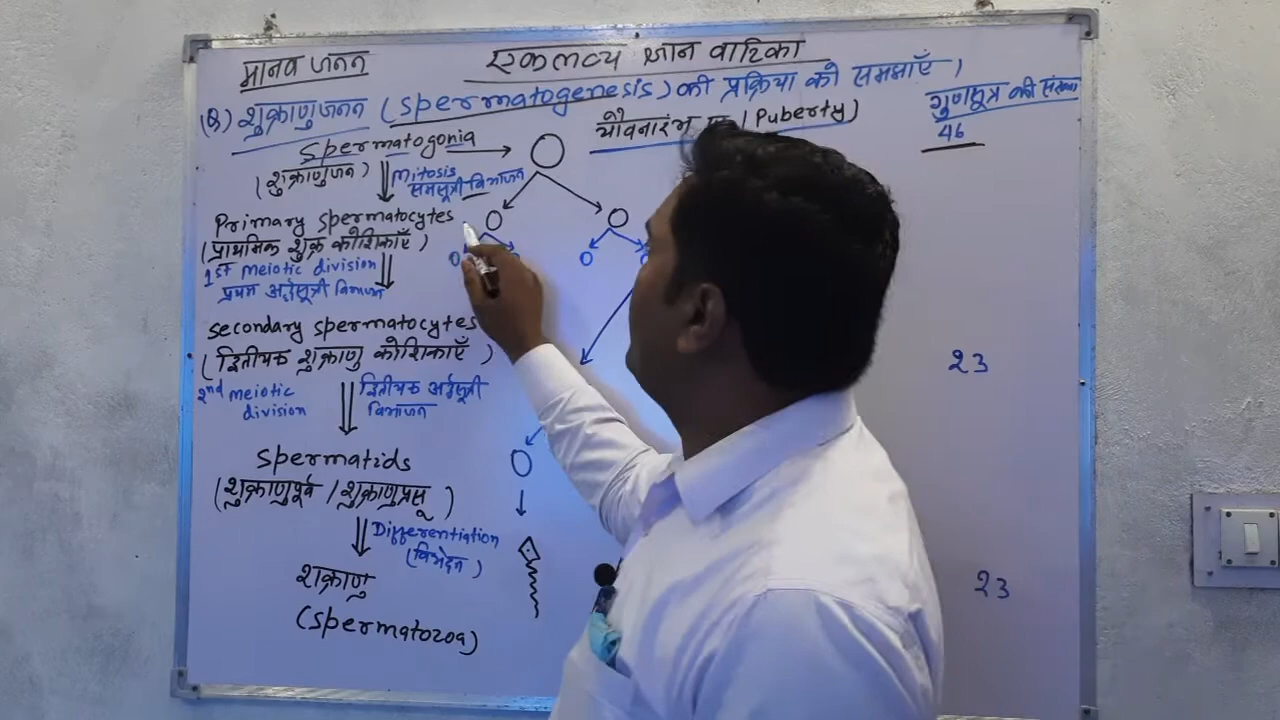 मानव जनन
एकलव्य ज्ञान वाटिका
(Q) शुक्राणुजनन (spermatogenesis) की प्रक्रिया को समझाएँ।
यौवनारंभ / Puberty)
गुणसूत्र की संख्या
46
Spermatogonia
(शुक्राणुजन)
Mitosis
समसूत्री विभाजन
Primary spermatocytes
(प्राथमिक शुक्र कोशिकाएँ)
1st meiotic division
प्रथम अर्द्धसूत्री विभाजन
secondary spermatocytes
(द्वितीयक शुक्राणु कोशिकाएँ)
23
2nd meiotic
division
द्वितीयक अर्द्धसूत्री
विभाजन
spermatids
(शुक्राणुपूर्व / शुक्राणुप्रसू)
Differentiation
(विभेदन)
शक्राणु
23
(spermatozoa)